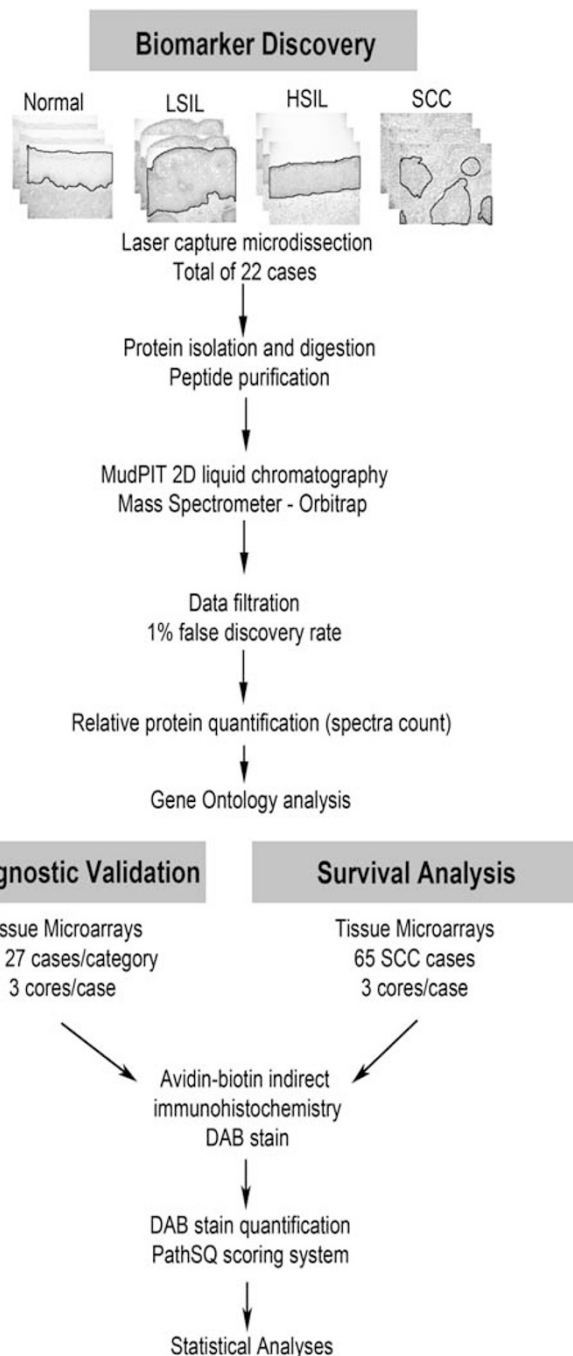 Biomarker Discovery
Normal LSIL HSIL SCC
Laser capture microdissection
Total of 22 cases
Protein isolation and digestion
Peptide purification
MudPIT 2D liquid chromatography
Mass Spectrometer - Orbitrap
Data filtration
1% false discovery rate
Relative protein quantification (spectra count)
Gene Ontology analysis
gnostic Validation
ssue Microarrays
27 cases/category
3 cores/case
Survival Analysis
Tissue Microarrays
65 SCC cases
3 cores/case
Avidin-biotin indirect
immunohistochemistry
DAB stain
DAB stain quantification
PathSQ scoring system
Statistical Analyses